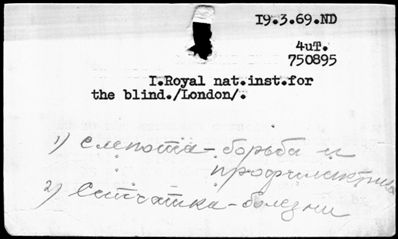 I9.3.69.ND
4uT.
750895
I.Royal nat.inst.for
the blind./London/.
1) Слепота-борьба и
профилактика
2) Сетчатка-болезни